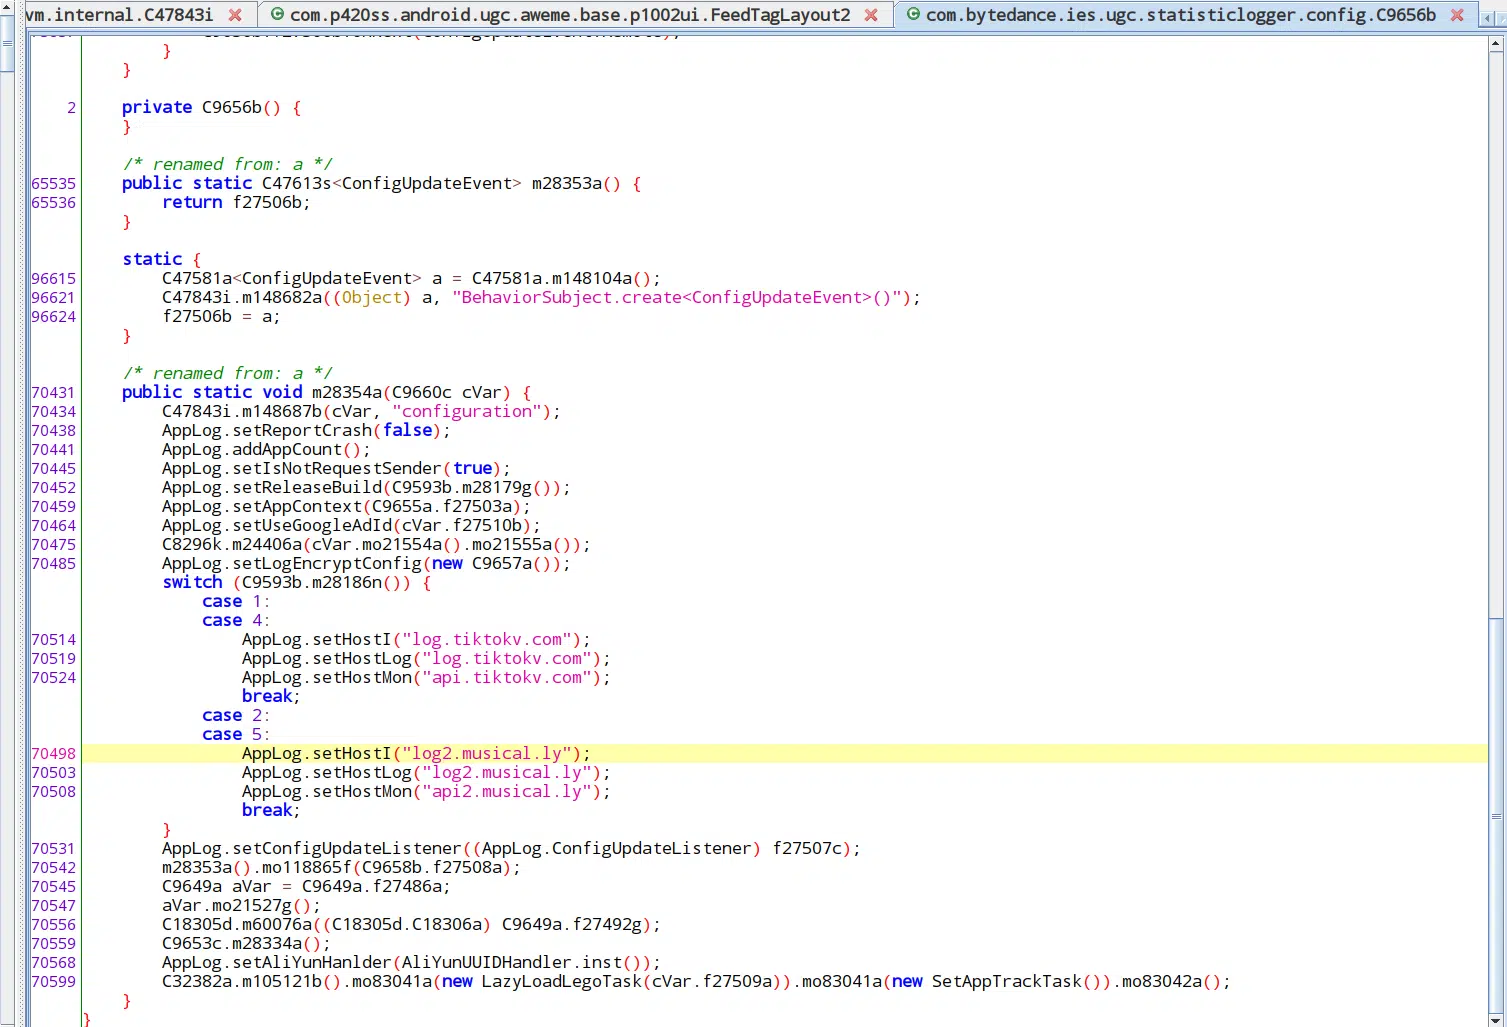 vm.internal.C47843i com.p420ss.android.ugc.aweme.base.p1002ui.FeedTagLayout2 com.bytedance.ies.ugc.statisticlogger.config.C9656b
}
}
2 private C9656b() {
}
/* renamed from: a */
65535 public static C47613s<ConfigUpdateEvent> m28353a() {
65536 return f27506b;
}
static {
96615 C47581a<ConfigUpdateEvent> a = C47581a.m148104a();
96621 C47843i.m148682a((Object) a, "BehaviorSubject.create<ConfigUpdateEvent>()");
96624 f27506b = a;
}
/* renamed from: a */
70431 public static void m28354a(C9660c cVar) {
70434 C47843i.m148687b(cVar, "configuration");
70438 AppLog.setReportCrash(false);
70441 AppLog.addAppCount();
70445 AppLog.setIsNotRequestSender(true);
70452 AppLog.setReleaseBuild(C9593b.m28179g());
70459 AppLog.setAppContext(C9655a.f27503a);
70464 AppLog.setUseGoogleAdId(cVar.f27510b);
70475 C8296k.m24406a(cVar.mo21554a().mo21555a());
70485 AppLog.setLogEncryptConfig(new C9657a());
switch (C9593b.m28186n()) {
case 1:
case 4:
70514 AppLog.setHostI("log.tiktokv.com");
70519 AppLog.setHostLog("log.tiktokv.com");
70524 AppLog.setHostMon("api.tiktokv.com");
break;
case 2:
case 5:
70498 AppLog.setHostI("log2.musical.ly");
70503 AppLog.setHostLog("log2.musical.ly");
70508 AppLog.setHostMon("api2.musical.ly");
break;
}
70531 AppLog.setConfigUpdateListener((AppLog.ConfigUpdateListener) f27507c);
70542 m28353a().mo118865f(C9658b.f27508a);
70545 C9649a aVar = C9649a.f27486a;
70547 aVar.mo21527g();
70556 C18305d.m60076a((C18305d.C18306a) C9649a.f27492g);
70559 C9653c.m28334a();
70568 AppLog.setAliYunHanlder(AliYunUUIDHandler.inst());
70599 C32382a.m105121b().mo83041a(new LazyLoadLegoTask(cVar.f27509a)).mo83041a(new SetAppTrackTask()).mo83042a();
}
}